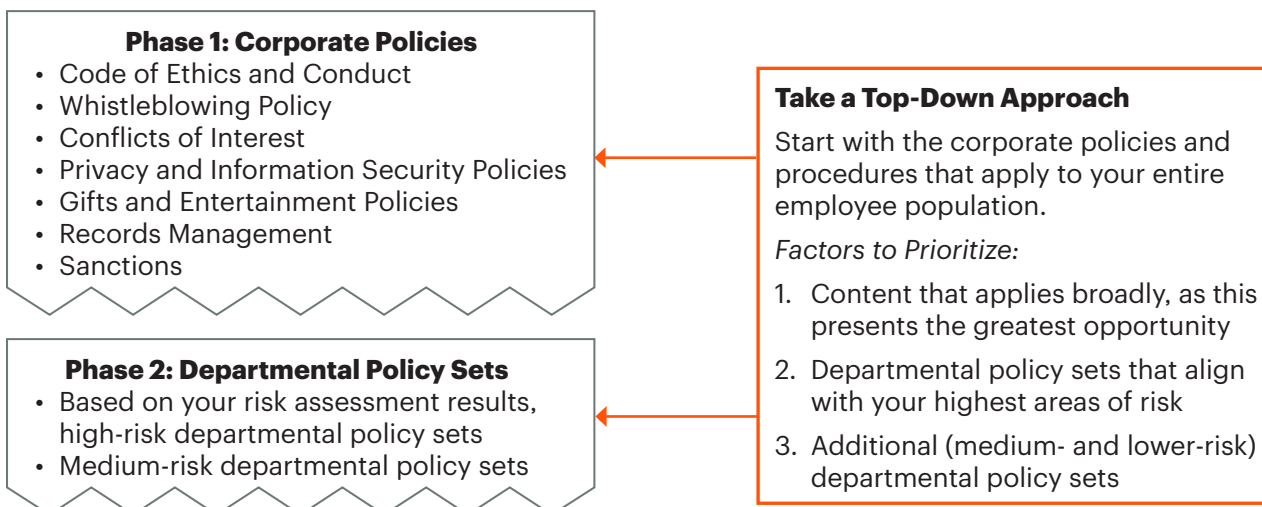 Phase 1: Corporate Policies
• Code of Ethics and Conduct
• Whistleblowing Policy
• Conflicts of Interest
• Privacy and Information Security Policies
• Gifts and Entertainment Policies
• Records Management
• Sanctions
Phase 2: Departmental Policy Sets
• Based on your risk assessment results,
high-risk departmental policy sets
• Medium-risk departmental policy sets
Take a Top-Down Approach
Start with the corporate policies and
procedures that apply to your entire
employee population.
Factors to Prioritize:
1. Content that applies broadly, as this
presents the greatest opportunity
2. Departmental policy sets that align
with your highest areas of risk
3. Additional (medium- and lower-risk)
departmental policy sets